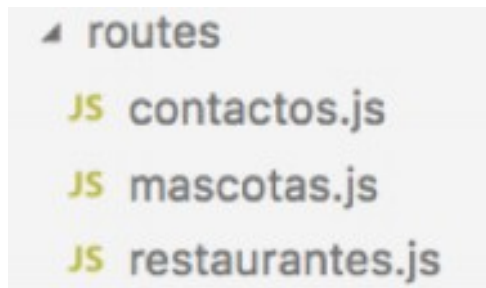 routes
JS contactos.js
JS mascotas.js
JS restaurantes.js